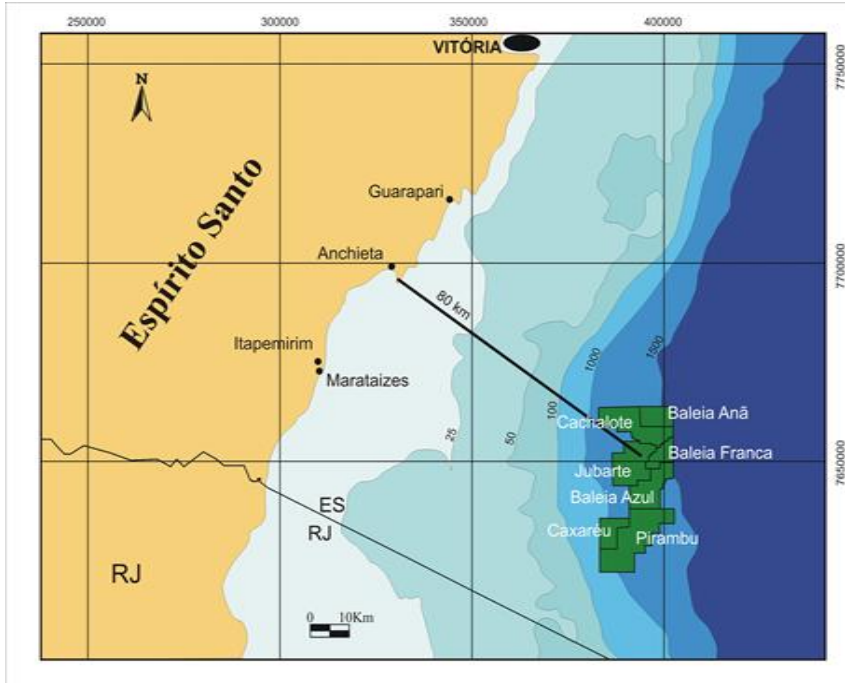 250000
300000
350000
400000
VITÓRIA
7750000
N
Guarapari
Espírito Santo
Anchieta
7700000
80 km
Itapemirim
Marataizes
1000
1500
100
25
50
Cachalote
Baleia Anã
Baleia Franca
7650000
Jubarte
Baleia Azul
ES
RJ
Caxaréu
Pirambu
RJ
0 10Km